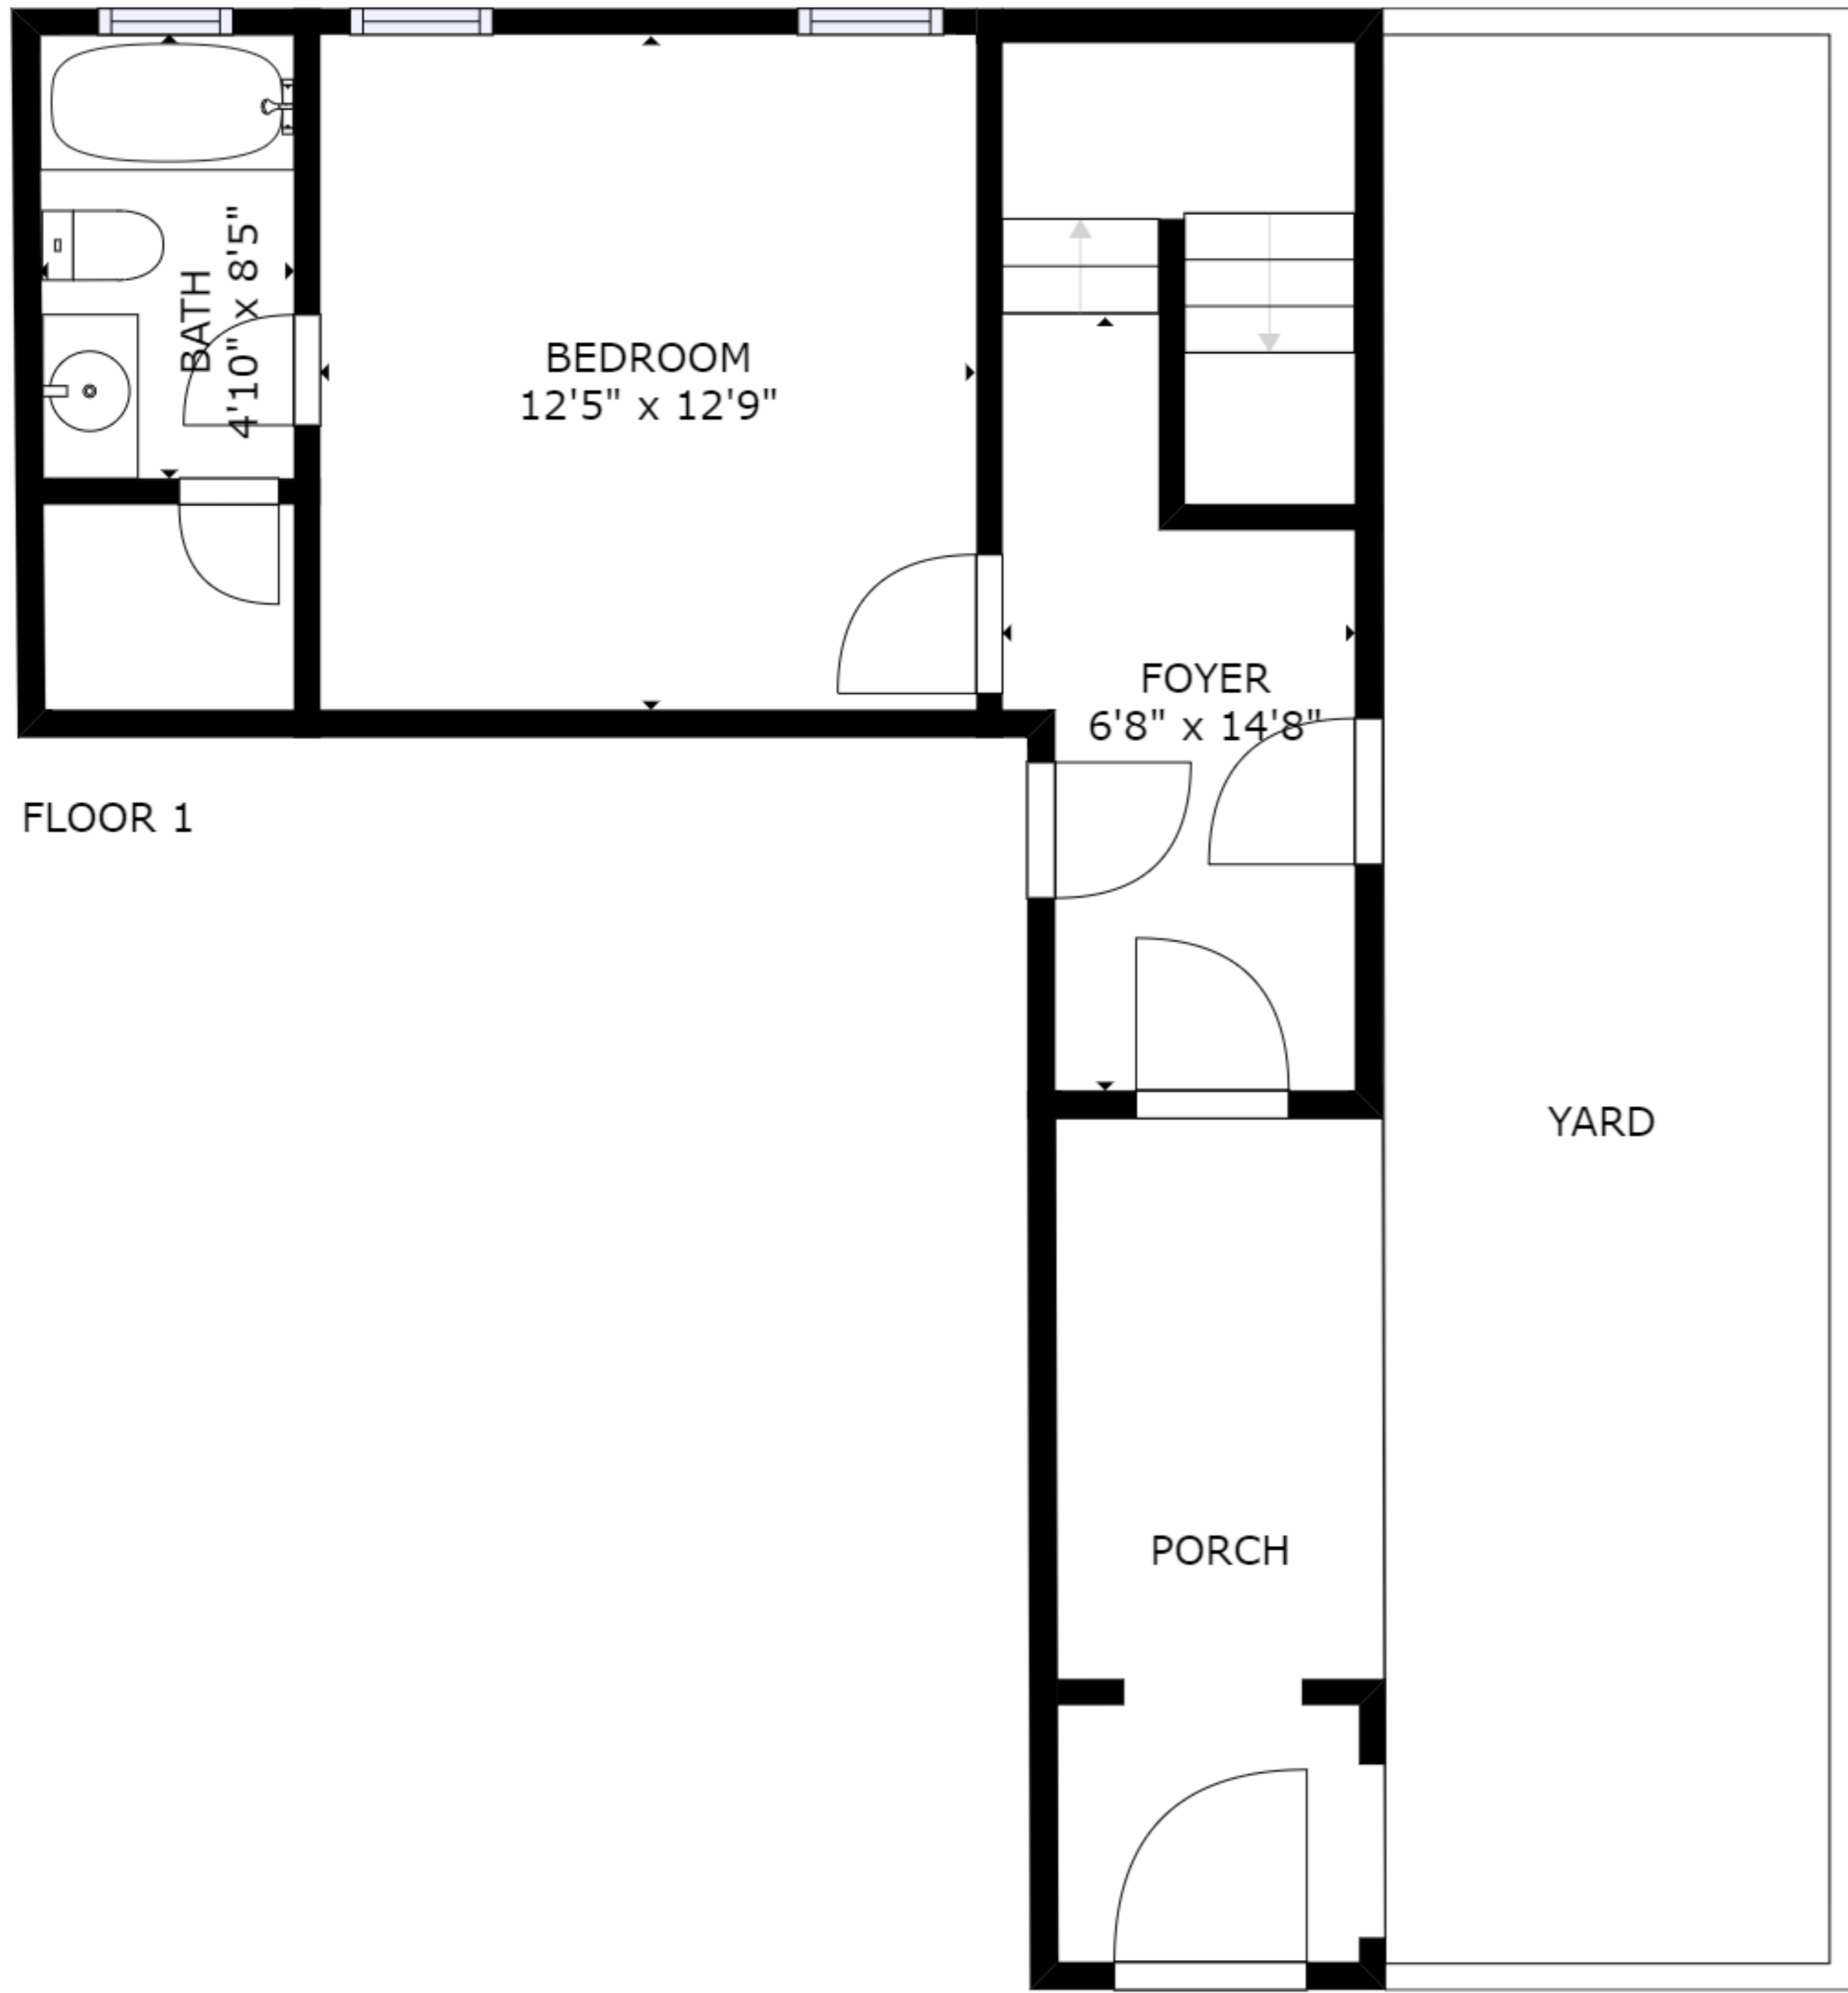 BATH
4'10" x 8'5"
BEDROOM
12'5" x 12'9"
FOYER
6'8" x 14'8"
FLOOR 1
YARD
PORCH